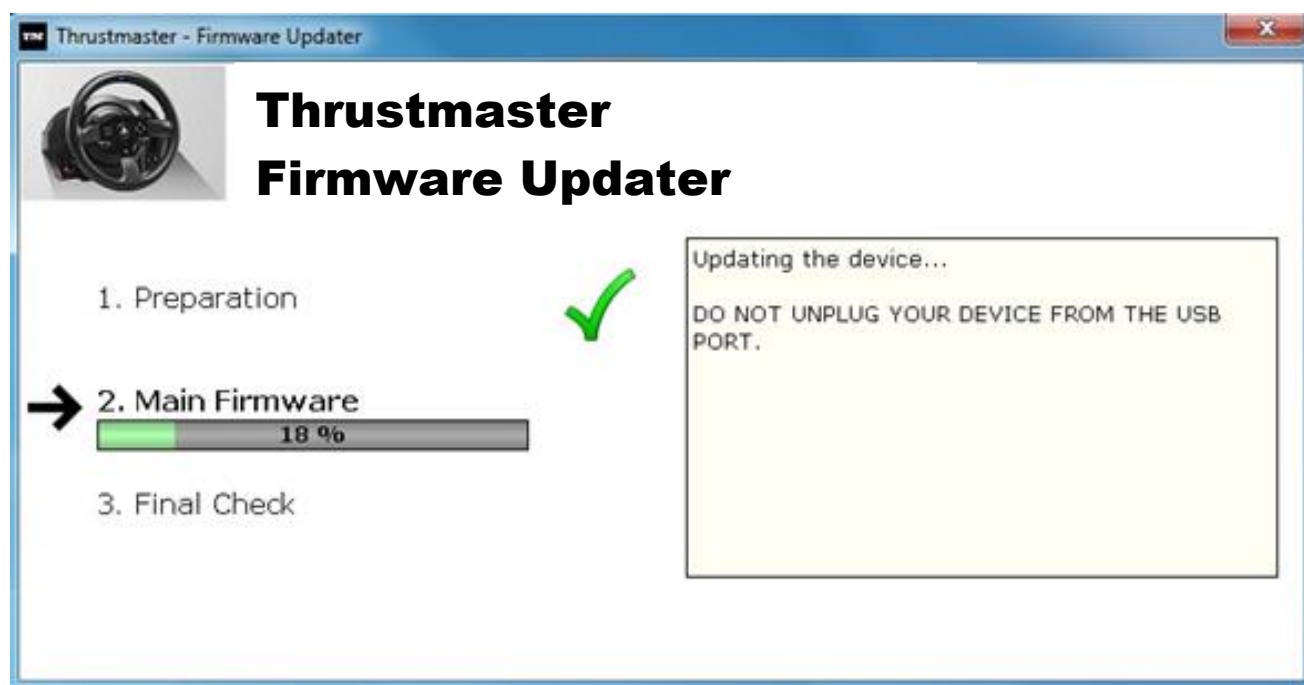 Thrustmaster - Firmware Updater
Thrustmaster
Firmware Updater
1. Preparation
2. Main Firmware
18 %
3. Final Check
Updating the device...
DO NOT UNPLUG YOUR DEVICE FROM THE USB
PORT.